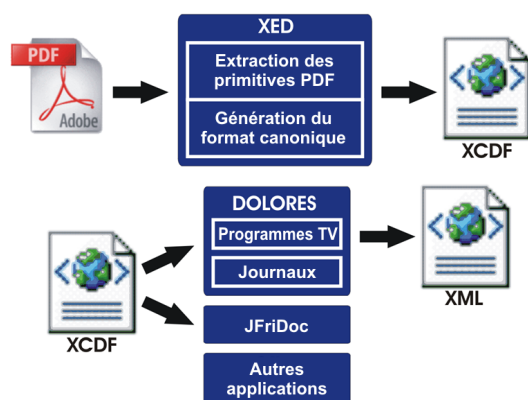 PDF
Adobe
XED
Extraction des
primitives PDF
Génération du
format canonique
XCDF
DOLORES
Programmes TV
Journaux
XML
XCDF
JFriDoc
Autres
applications